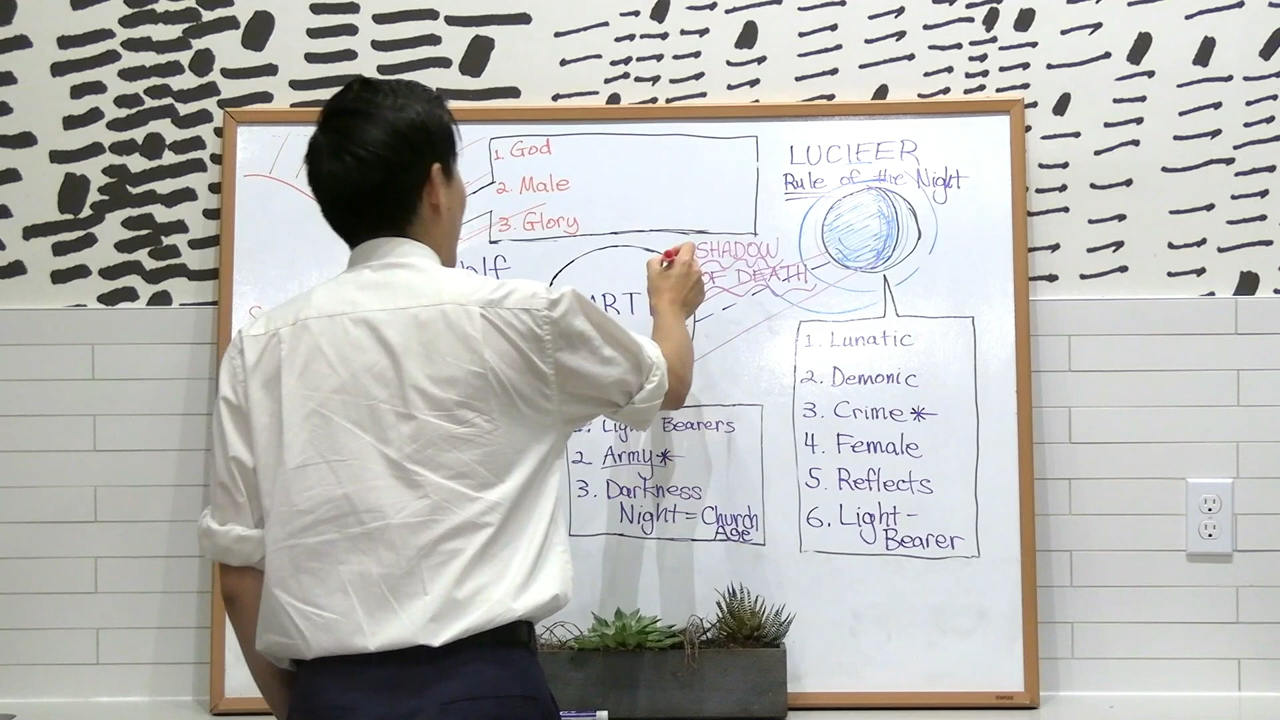 1. God
2. Male
3. Glory
LUCIFER
Rule of the Night
SHADOW
OF DEATH
1. Lunatic
2. Demonic
3. Crime*
4. Female
5. Reflects
6. Light-
Bearer
Bearers
2 Army*
3. Darkness
Night = Church
Age